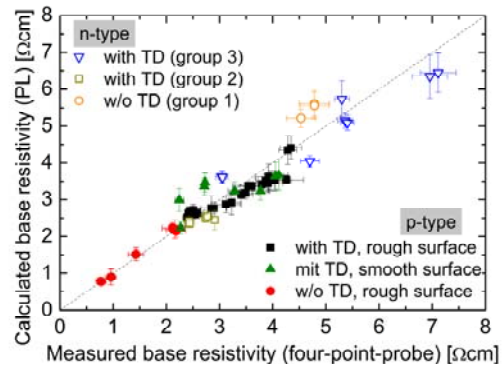 n-type
with TD (group 3)
with TD (group 2)
w/o TD (group 1)
p-type
with TD, rough surface
mit TD, smooth surface
w/o TD, rough surface
Calculated base resistivity (PL) [Ωcm]
8
7
6
5
4
3
2
1
0
0 1 2 3 4 5 6 7 8
Measured base resistivity (four-point-probe) [Ωcm]